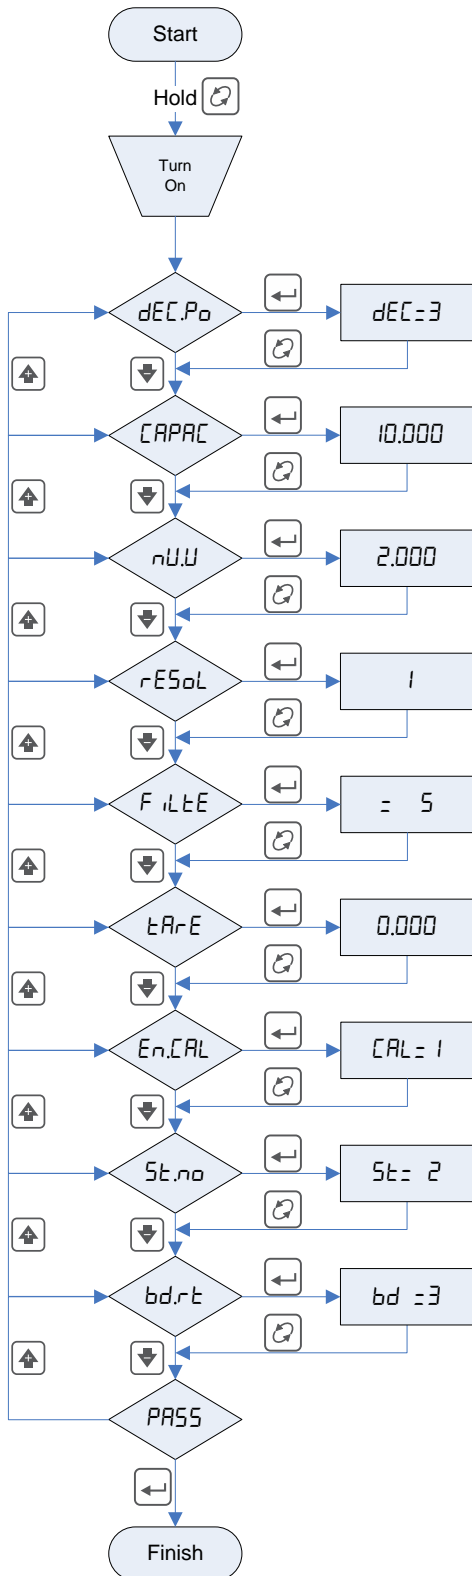 Start
Hold
Turn
On
dEC.Po
dEC=3
CAPAC
10.000
nU.U
2.000
rESoL
1
FiLtE
= 5
tArE
0.000
En.CAL
CAL=1
St.no
St= 2
bd.rt
bd =3
PASS
Finish